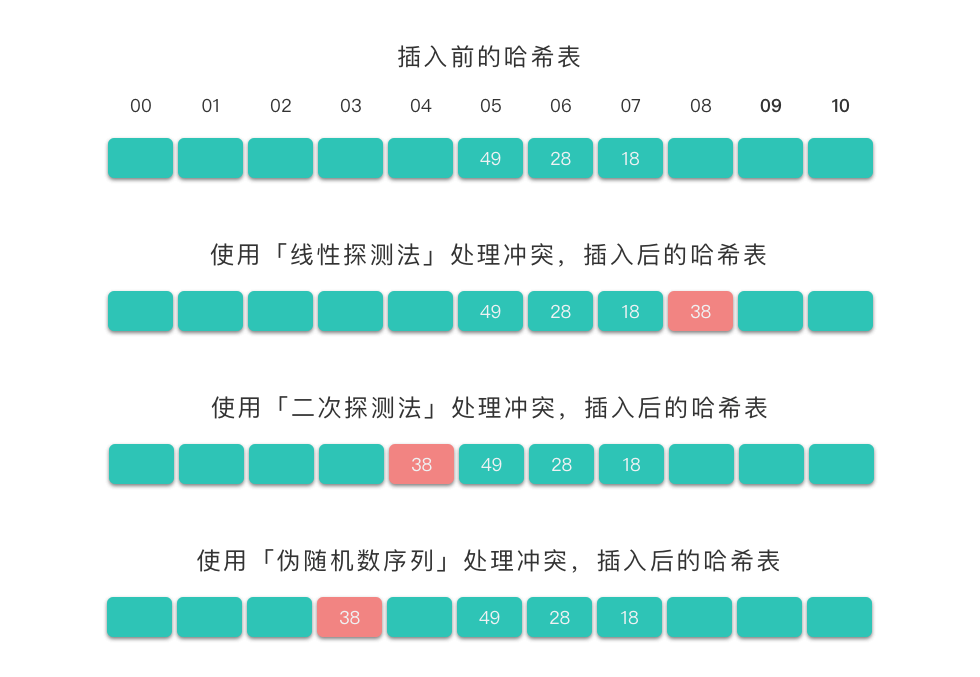 插入前的哈希表
00 01 02 03 04 05 06 07 08 09 10
49 28 18
使用「线性探测法」处理冲突，插入后的哈希表
49 28 18 38
使用「二次探测法」处理冲突，插入后的哈希表
38 49 28 18
使用「伪随机数序列」处理冲突，插入后的哈希表
38 49 28 18